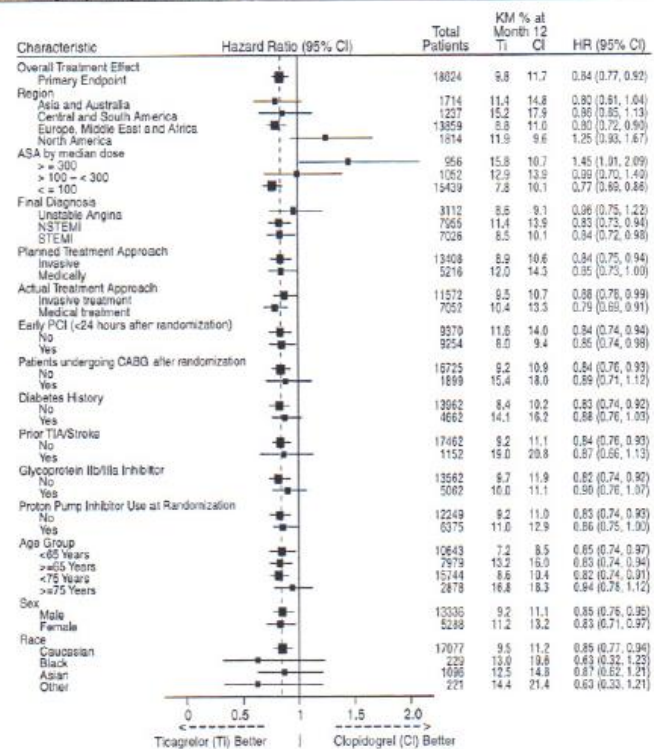 KM % at
Total Month 12
Characteristic Hazard Ratio (95% CI) Patients Ti Cl HR (95% CI)
Overall Treatment Effect
Primary Endpoint 18624 9.8 11.7 0.84 (0.77, 0.92)
Region
Asia and Australia 1714 11.4 14.8 0.80 (0.61, 1.04)
Central and South America 1237 15.2 17.9 0.86 (0.65, 1.13)
Europe, Middle East and Africa 13859 8.8 11.0 0.80 (0.72, 0.90)
North America 1814 11.9 9.6 1.25 (0.93, 1.67)
ASA by median dose
> = 300 956 15.8 10.7 1.45 (1.01, 2.09)
> 100 - < 300 1052 12.9 13.9 0.99 (0.70, 1.40)
< = 100 15439 7.8 10.1 0.77 (0.69, 0.86)
Final Diagnosis
Unstable Angina 3112 8.6 9.1 0.96 (0.75, 1.22)
NSTEMI 7955 11.4 13.9 0.83 (0.73, 0.94)
STEMI 7026 8.5 10.1 0.84 (0.72, 0.98)
Planned Treatment Approach
Invasive 13408 8.9 10.6 0.84 (0.75, 0.94)
Medically 5216 12.0 14.3 0.85 (0.73, 1.00)
Actual Treatment Approach
Invasive treatment 11572 9.5 10.7 0.88 (0.78, 0.99)
Medical treatment 7052 10.4 13.3 0.79 (0.69, 0.91)
Early PCI (<24 hours after randomization)
No 9370 11.6 14.0 0.84 (0.74, 0.94)
Yes 9254 8.0 9.4 0.85 (0.74, 0.98)
Patients undergoing CABG after randomization
No 16725 9.2 10.9 0.84 (0.76, 0.93)
Yes 1899 15.4 18.0 0.89 (0.71, 1.12)
Diabetes History
No 13962 8.4 10.2 0.83 (0.74, 0.92)
Yes 4662 14.1 16.2 0.88 (0.76, 1.03)
Prior TIA/Stroke
No 17462 9.2 11.1 0.84 (0.76, 0.93)
Yes 1152 19.0 20.8 0.87 (0.66, 1.13)
Glycoprotein IIb/IIIa Inhibitor
No 13562 9.7 11.9 0.82 (0.74, 0.92)
Yes 5062 10.0 11.1 0.90 (0.76, 1.07)
Proton Pump Inhibitor Use at Randomization
No 12249 9.2 11.0 0.83 (0.74, 0.93)
Yes 6375 11.0 12.9 0.86 (0.75, 1.00)
Age Group
<65 Years 10643 7.2 8.5 0.85 (0.74, 0.97)
>=65 Years 7979 13.2 16.0 0.83 (0.74, 0.94)
<75 Years 15744 8.6 10.4 0.82 (0.74, 0.91)
>=75 Years 2878 16.8 18.3 0.94 (0.78, 1.12)
Sex
Male 13336 9.2 11.1 0.85 (0.76, 0.95)
Female 5288 11.2 13.2 0.83 (0.71, 0.97)
Race
Caucasian 17077 9.5 11.2 0.85 (0.77, 0.94)
Black 229 13.0 19.6 0.63 (0.32, 1.23)
Asian 1096 12.5 14.8 0.87 (0.62, 1.21)
Other 221 14.4 21.4 0.63 (0.33, 1.21)
0 0.5 1 1.5 2.0
Ticagrelor (Ti) Better Clopidogrel (Cl) Better